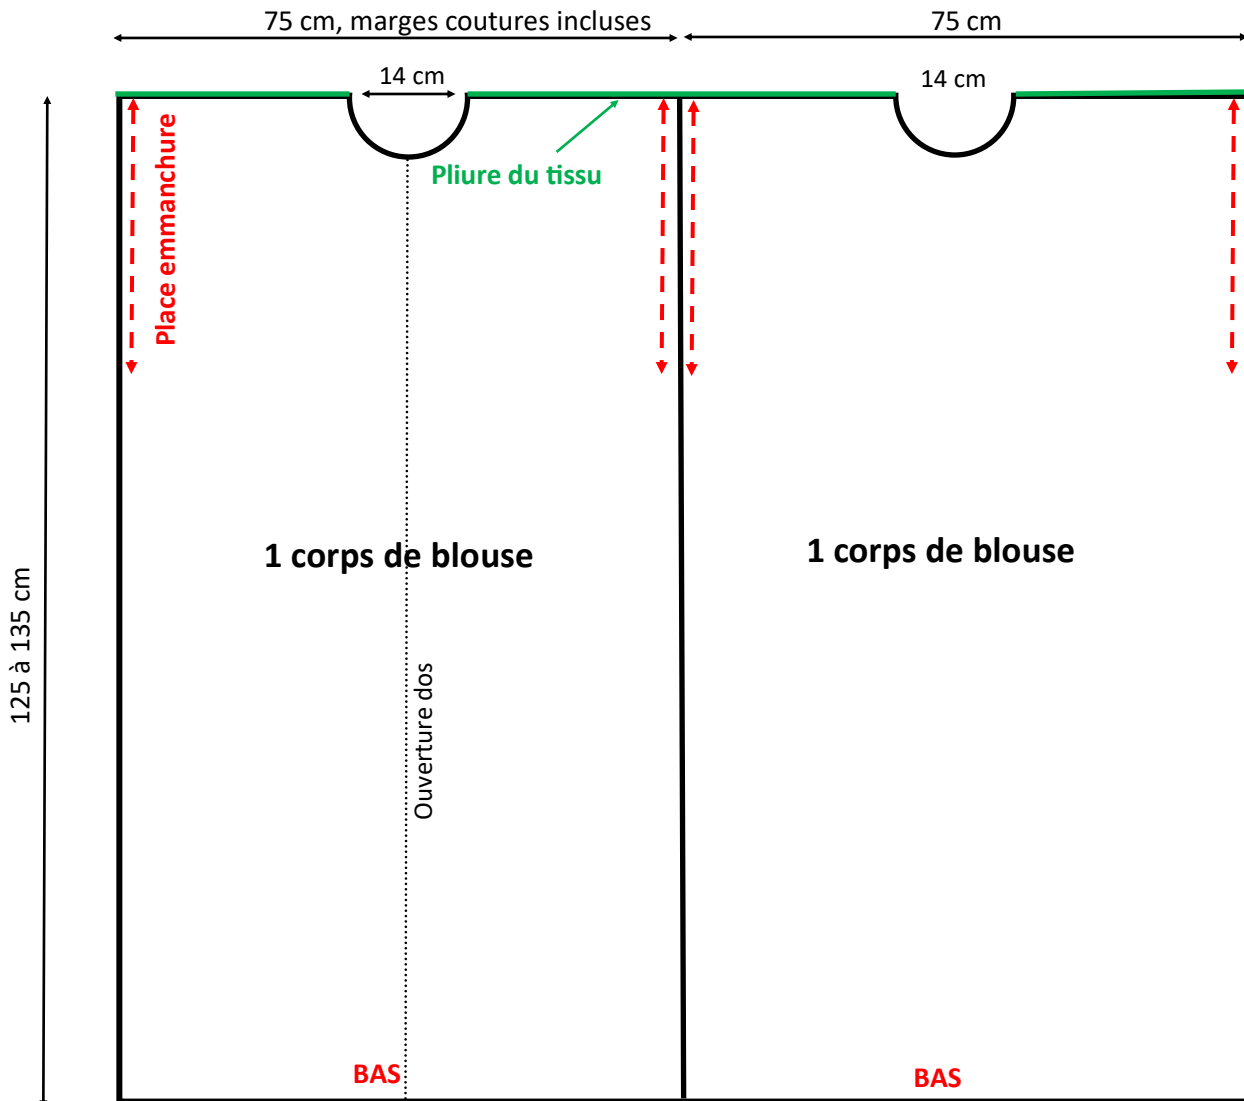 75 cm, marges coutures incluses
75 cm
14 cm
14 cm
Place emmanchure
Pliure du tissu
1 corps de blouse
1 corps de blouse
125 à 135 cm
Ouverture dos
BAS
BAS